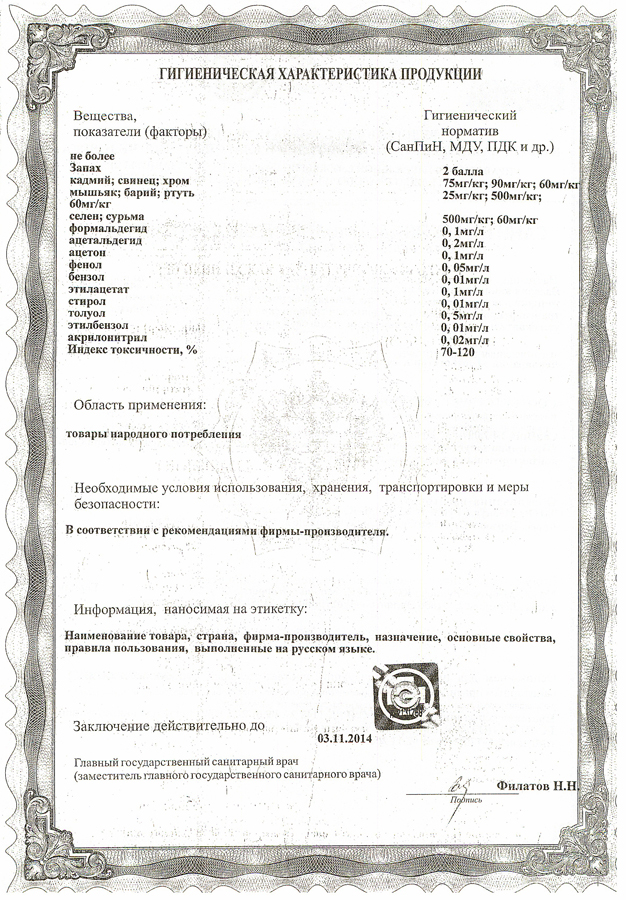 ГИГИЕНИЧЕСКАЯ ХАРАКТЕРИСТИКА ПРОДУКЦИИ
Вещества, Гигиенический
показатели (факторы) норматив
(СанПиН, МДУ, ПДК и др.)
не более
Запах 2 балла
кадмий; свинец; хром 75мг/кг; 90мг/кг; 60мг/кг
мышьяк; барий; ртуть 25мг/кг; 500мг/кг;
60мг/кг
селен; сурьма 500мг/кг; 60мг/кг
формальдегид 0, 1мг/л
ацетальдегид 0, 2мг/л
ацетон 0, 1мг/л
фенол 0, 05мг/л
бензол 0, 01мг/л
этилацетат 0, 1мг/л
стирол 0, 01мг/л
толуол 0, 5мг/л
этилбензол 0, 01мг/л
акрилонитрил 0, 02мг/л
Индекс токсичности, % 70-120
Область применения:
товары народного потребления
Необходимые условия использования, хранения, транспортировки и меры
безопасности:
В соответствии с рекомендациями фирмы-производителя.
Информация, наносимая на этикетку:
Наименование товара, страна, фирма-производитель, назначение, основные свойства,
правила пользования, выполненные на русском языке.
Заключение действительно до
03.11.2014
Главный государственный санитарный врач
(заместитель главного государственного санитарного врача)
Филатов Н.Н.
Подпись